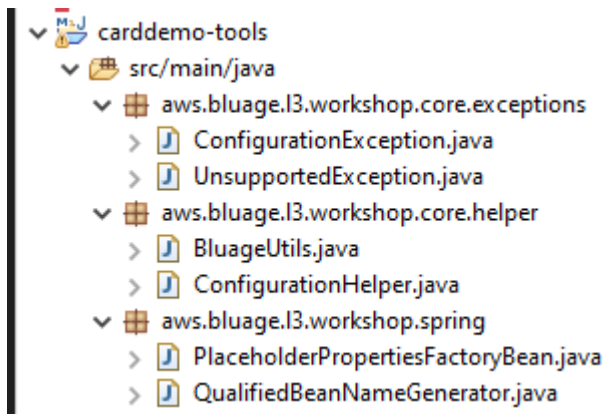 carddemo-tools
src/main/java
aws.bluage.l3.workshop.core.exceptions
ConfigurationException.java
UnsupportedException.java
aws.bluage.l3.workshop.core.helper
BluageUtils.java
ConfigurationHelper.java
aws.bluage.l3.workshop.spring
PlaceholderPropertiesFactoryBean.java
QualifiedBeanNameGenerator.java